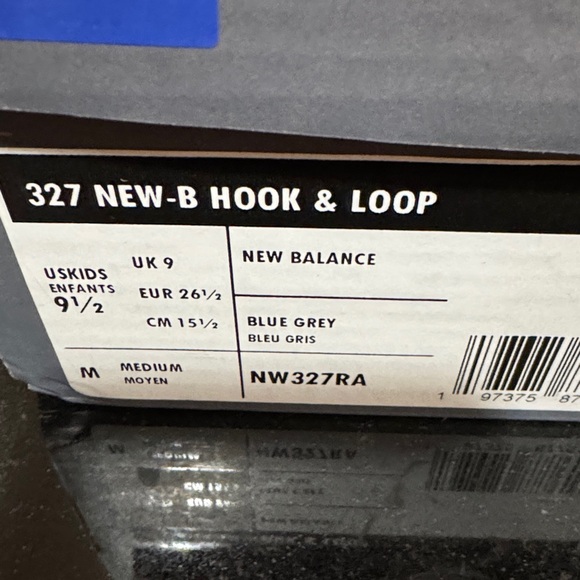 327 NEW-B HOOK & LOOP
USKIDS
ENFANTS
9 1/2
UK 9
EUR 26 1/2
CM 15 1/2
NEW BALANCE
BLUE GREY
BLEU GRIS
M
MEDIUM
MOYEN
NW327RA
1 97375 87